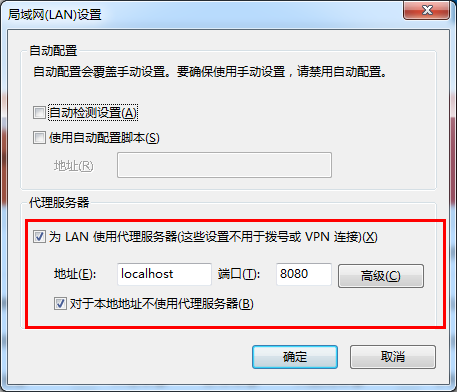 局域网(LAN)设置
自动配置
自动配置会覆盖手动设置。要确保使用手动设置，请禁用自动配置。
自动检测设置(A)
使用自动配置脚本(S)
地址(R)
代理服务器
为 LAN 使用代理服务器(这些设置不用于拨号或 VPN 连接)(X)
地址(E): localhost 端口(T): 8080 高级(C)
对于本地地址不使用代理服务器(B)
确定 取消